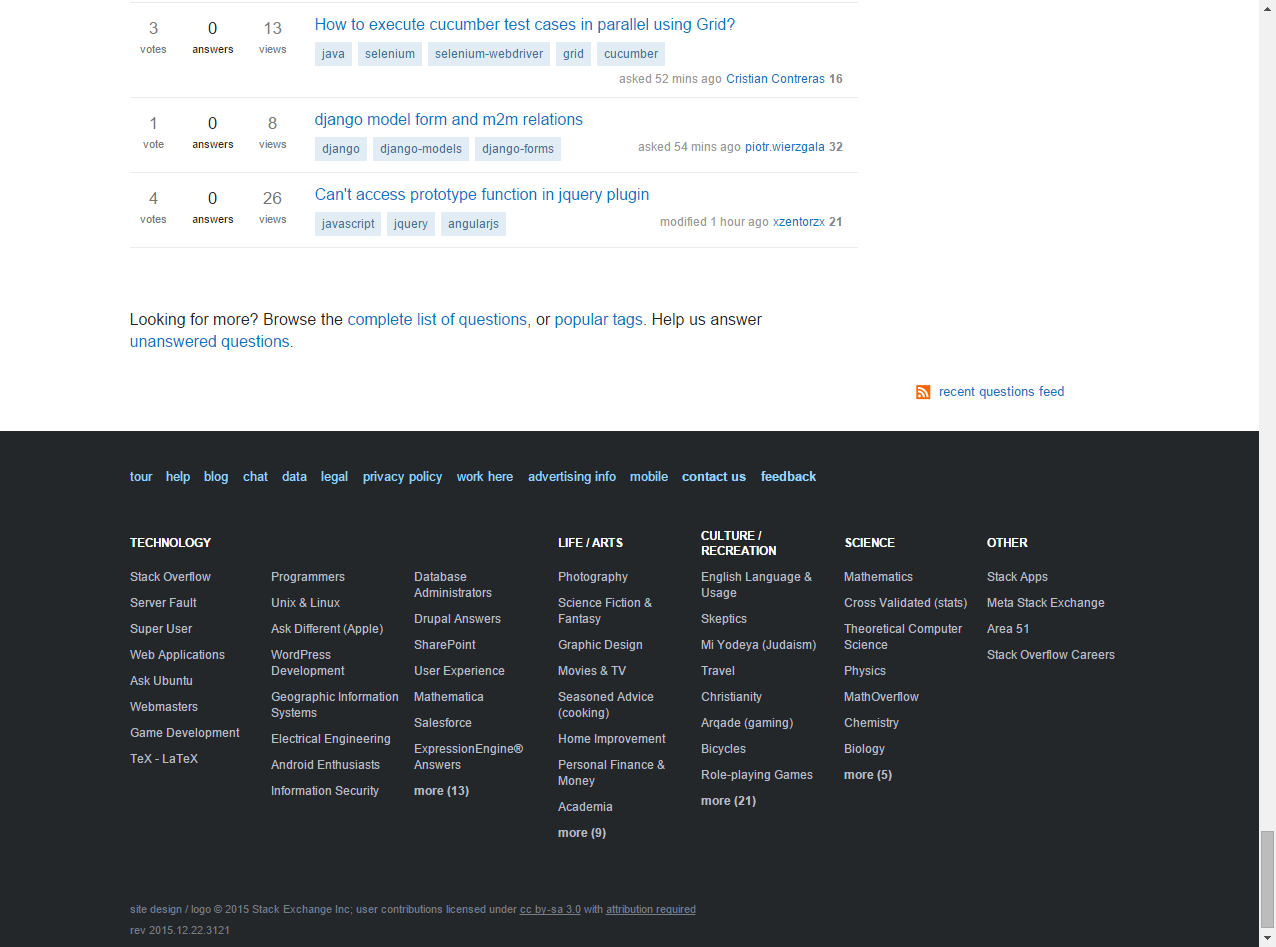 3 0 13 How to execute cucumber test cases in parallel using Grid?
votes answers views java selenium selenium-webdriver grid cucumber
asked 52 mins ago Cristian Contreras 16
1 0 8 django model form and m2m relations
vote answers views django django-models django-forms asked 54 mins ago piotr.wierzgala 32
4 0 26 Can't access prototype function in jquery plugin
votes answers views javascript jquery angularjs modified 1 hour ago xzentorzx 21
Looking for more? Browse the complete list of questions, or popular tags. Help us answer
unanswered questions.
recent questions feed
tour help blog chat data legal privacy policy work here advertising info mobile contact us feedback
TECHNOLOGY
Stack Overflow
Server Fault
Super User
Web Applications
Ask Ubuntu
Webmasters
Game Development
TeX - LaTeX
Programmers
Unix & Linux
Ask Different (Apple)
WordPress
Development
Geographic Information
Systems
Electrical Engineering
Android Enthusiasts
Information Security
Database
Administrators
Drupal Answers
SharePoint
User Experience
Mathematica
Salesforce
ExpressionEngine®
Answers
more (13)
LIFE / ARTS
Photography
Science Fiction &
Fantasy
Graphic Design
Movies & TV
Seasoned Advice
(cooking)
Home Improvement
Personal Finance &
Money
Academia
more (9)
CULTURE /
RECREATION
English Language &
Usage
Skeptics
Mi Yodeya (Judaism)
Travel
Christianity
Arqade (gaming)
Bicycles
Role-playing Games
more (21)
SCIENCE
Mathematics
Cross Validated (stats)
Theoretical Computer
Science
Physics
MathOverflow
Chemistry
Biology
more (5)
OTHER
Stack Apps
Meta Stack Exchange
Area 51
Stack Overflow Careers
site design / logo © 2015 Stack Exchange Inc; user contributions licensed under cc by-sa 3.0 with attribution required
rev 2015.12.22.3121